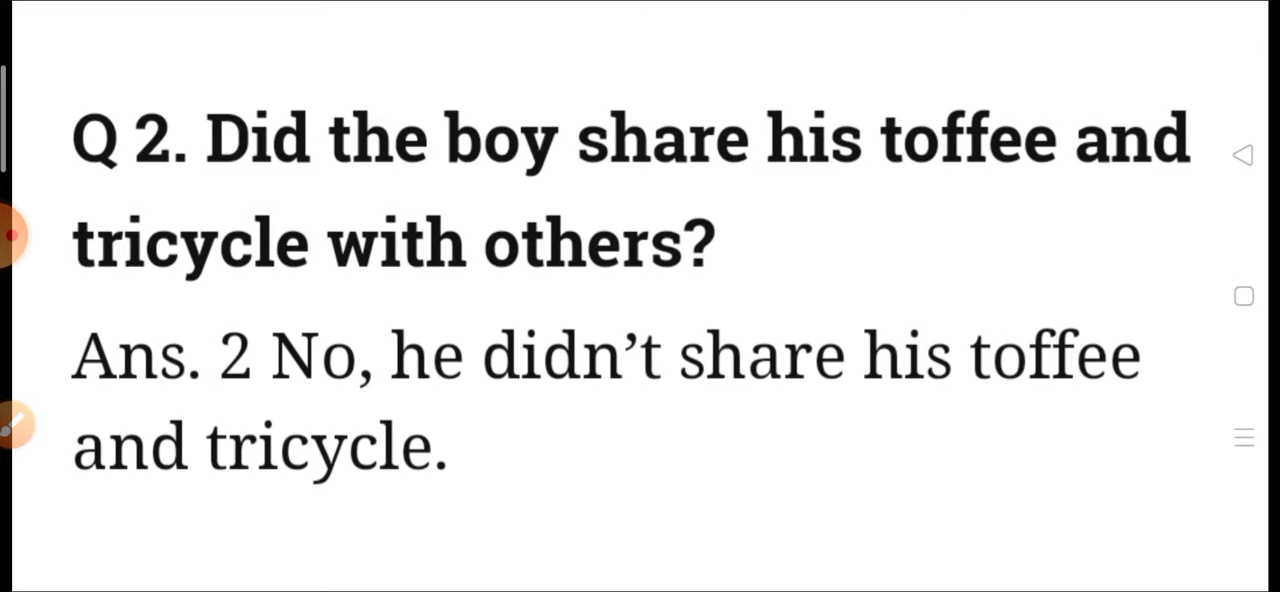 Q 2. Did the boy share his toffee and
tricycle with others?
Ans. 2 No, he didn’t share his toffee
and tricycle.